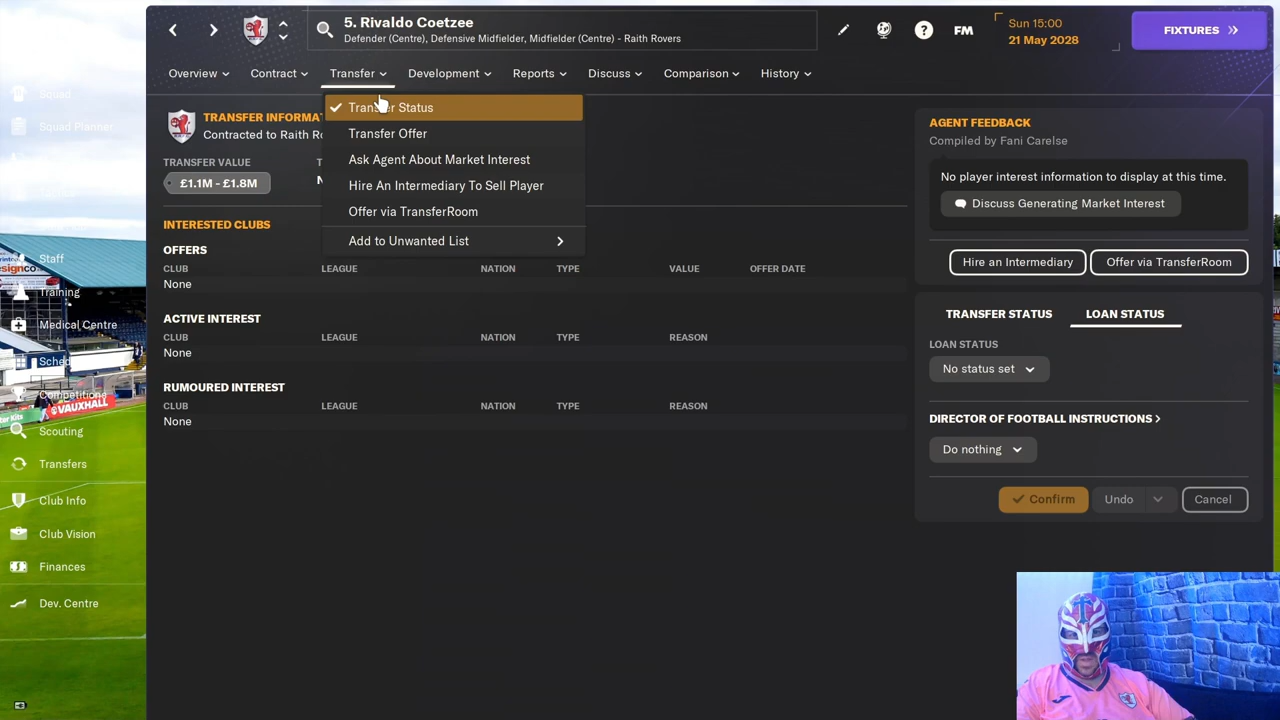 5. Rivaldo Coetzee
Defender (Centre), Defensive Midfielder, Midfielder (Centre) - Raith Rovers
?
FM
Sun 15:00
21 May 2028
FIXTURES
Overview
Contract
Transfer
Development
Reports
Discuss
Comparison
History
Transfer Status
Transfer Offer
Ask Agent About Market Interest
Hire An Intermediary To Sell Player
Offer via TransferRoom
Add to Unwanted List
Squad
Squad Planner
Staff
Training
Medical Centre
Competitions
Scouting
Transfers
Club Info
Club Vision
Finances
Dev. Centre
VAUXHALL
Contracted to Raith
TRANSFER VALUE
£1.1M - £1.8M
INTERESTED CLUBS
OFFERS
CLUB LEAGUE NATION TYPE VALUE OFFER DATE
None
ACTIVE INTEREST
CLUB LEAGUE NATION TYPE REASON
None
RUMOURED INTEREST
CLUB LEAGUE NATION TYPE REASON
None
AGENT FEEDBACK
Compiled by Fani Carelse
No player interest information to display at this time.
Discuss Generating Market Interest
Hire an Intermediary
Offer via TransferRoom
TRANSFER STATUS
LOAN STATUS
LOAN STATUS
No status set
DIRECTOR OF FOOTBALL INSTRUCTIONS >
Do nothing
Confirm
Undo
Cancel